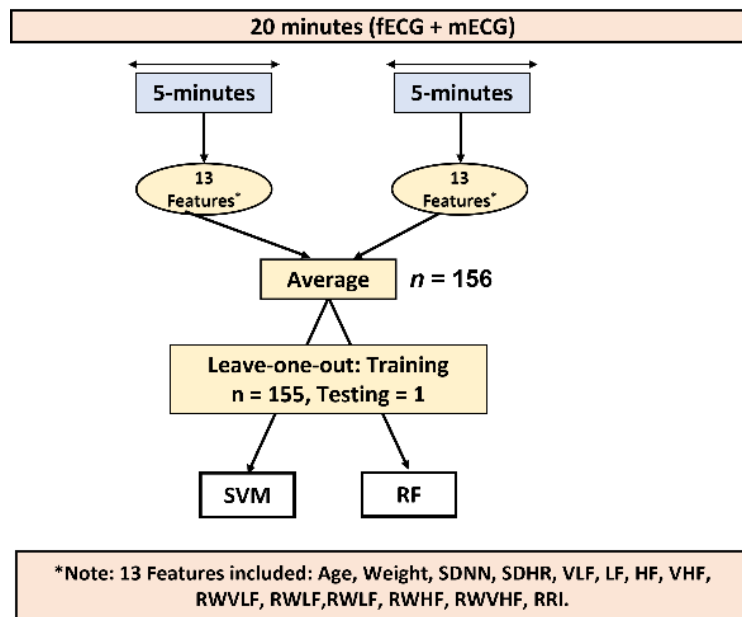 20 minutes (fECG + mECG)
5-minutes
5-minutes
13
Features*
13
Features*
Average
n = 156
Leave-one-out: Training
n = 155, Testing = 1
SVM
RF
*Note: 13 Features included: Age, Weight, SDNN, SDHR, VLF, LF, HF, VHF,
RWVLF, RWLF,RWLF, RWHF, RWVHF, RRI.